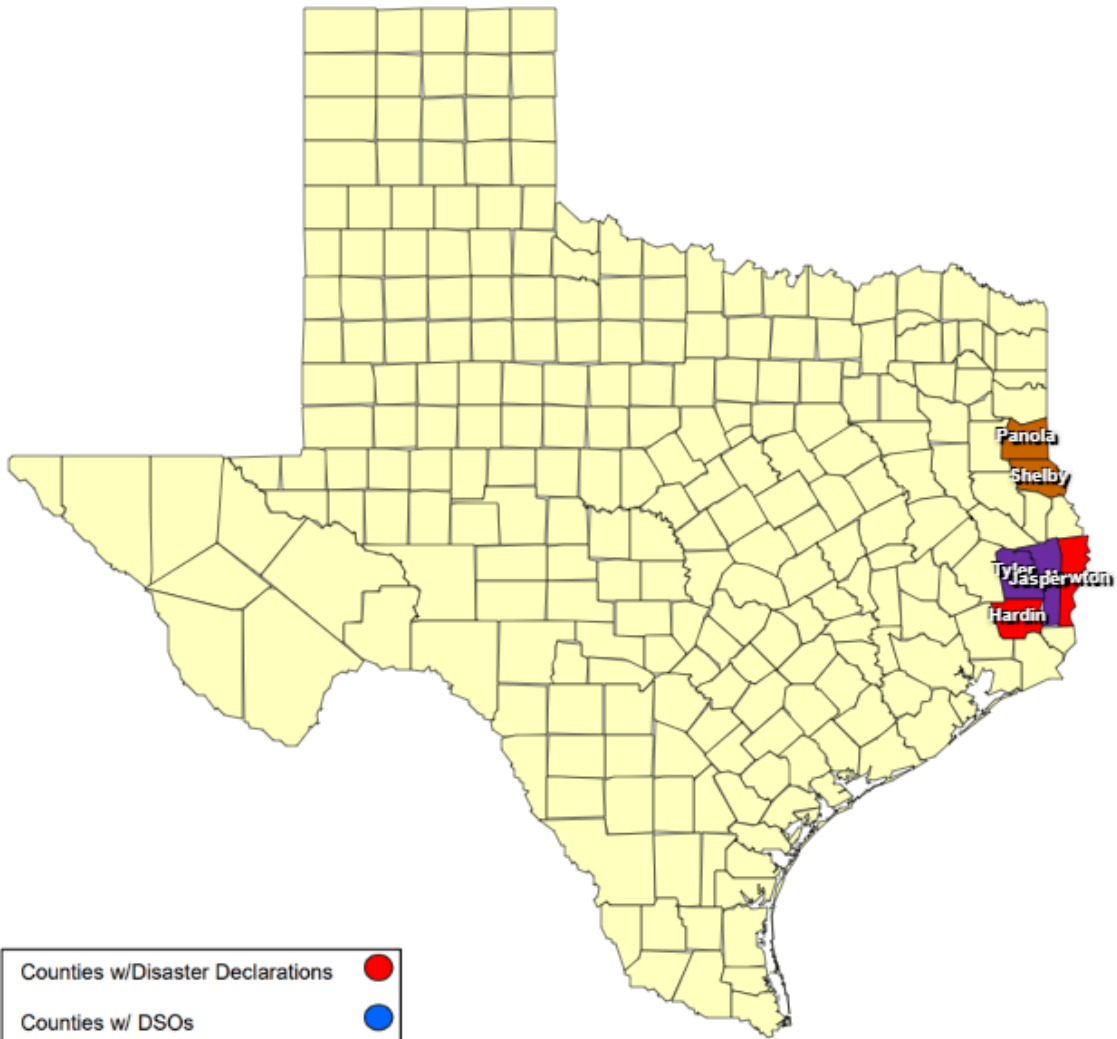 Panola
Shelby
Tyler
Jasper
Hardin
Counties w/Disaster Declarations
Counties w/ DSOs